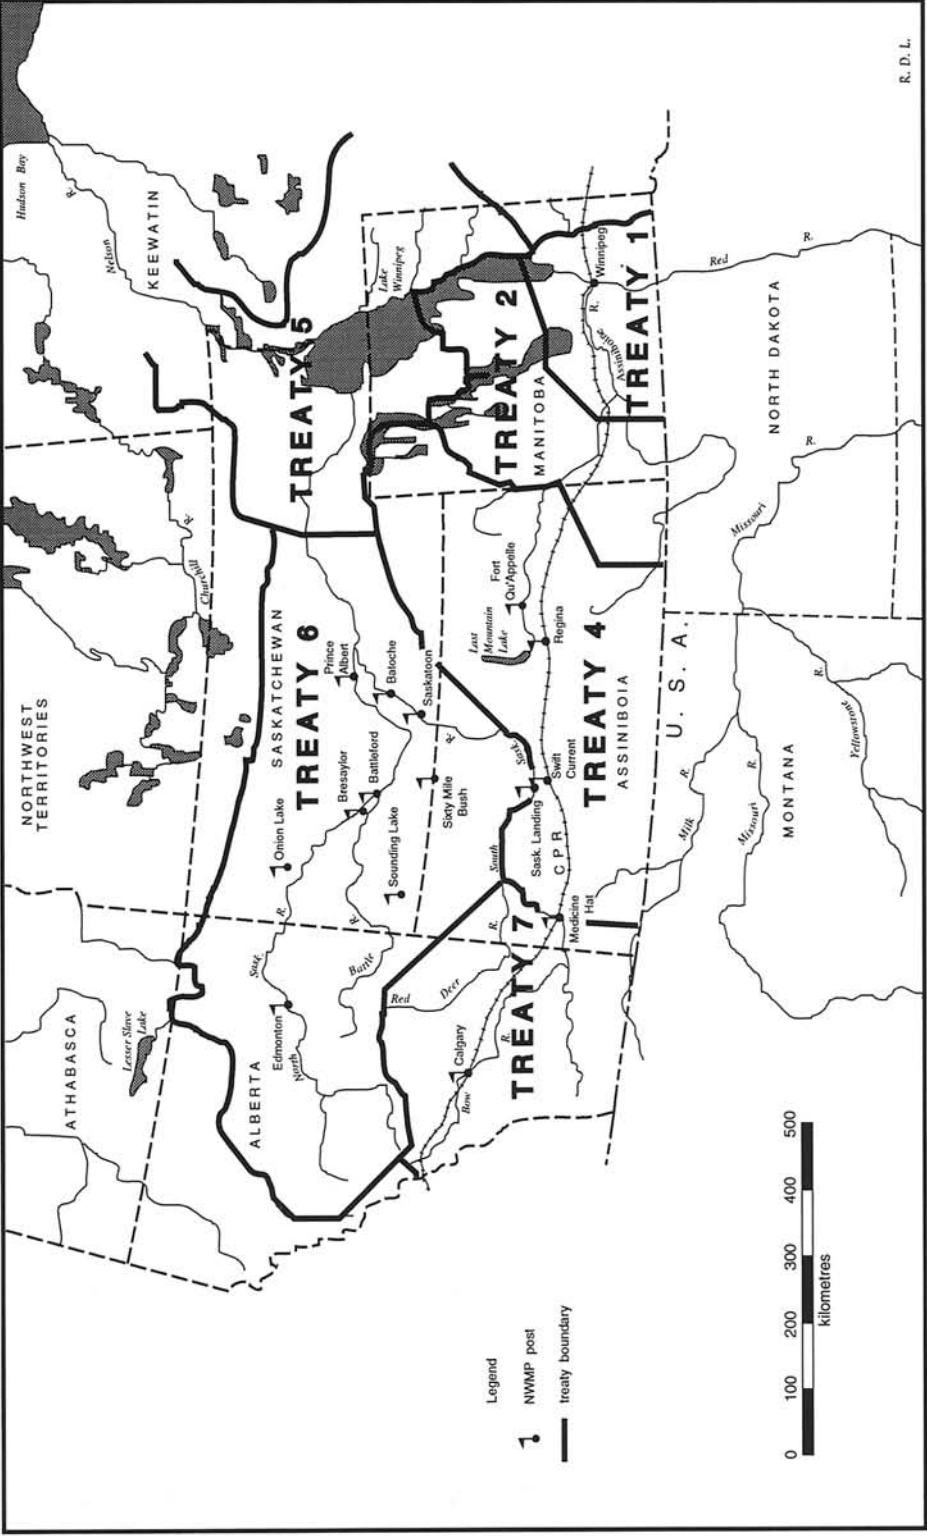 Hudson Bay
NORTHWEST
TERRITORIES
KEEWATIN
Nelson
R.
Churchill
R.
ATHABASCA
Lesser Slave
Lake
TREATY 5
Lake
Winnipeg
SASKATCHEWAN
TREATY 6
ALBERTA
Onion Lake
Edmonton
North
Sask.
R.
Prince
Albert
Batoche
Saskatoon
R.
Bresaylor
Battleford
Sounding Lake
Battle
R.
Sixty Mile
Bush
TREATY 2
MANITOBA
TREATY 1
Winnipeg
Assiniboine
R.
Fort
Qu'Appelle
Last
Mountain
Lake
Regina
TREATY 4
ASSINIBOIA
Sask.
Swift
Current
Sask. Landing
South
C P R
Medicine
Hat
TREATY 7
Red
Deer
R.
Calgary
Bow
R.
U. S. A.
Red
R.
NORTH DAKOTA
Missouri
R.
MONTANA
Milk
R.
Missouri
R.
Yellowstone
R.
Legend
NWMP post
treaty boundary
0 100 200 300 400 500
kilometres
R. D. L.